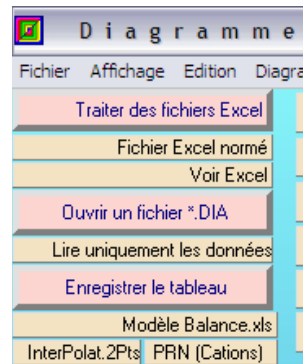 Diagramme
Fichier Affichage Edition
Traiter des fichiers Excel
Fichier Excel normé
Voir Excel
Ouvrir un fichier *.DIA
Lire uniquement les données
Enregistrer le tableau
Modèle Balance.xls
InterPolat.2Pts PRN (Cations)